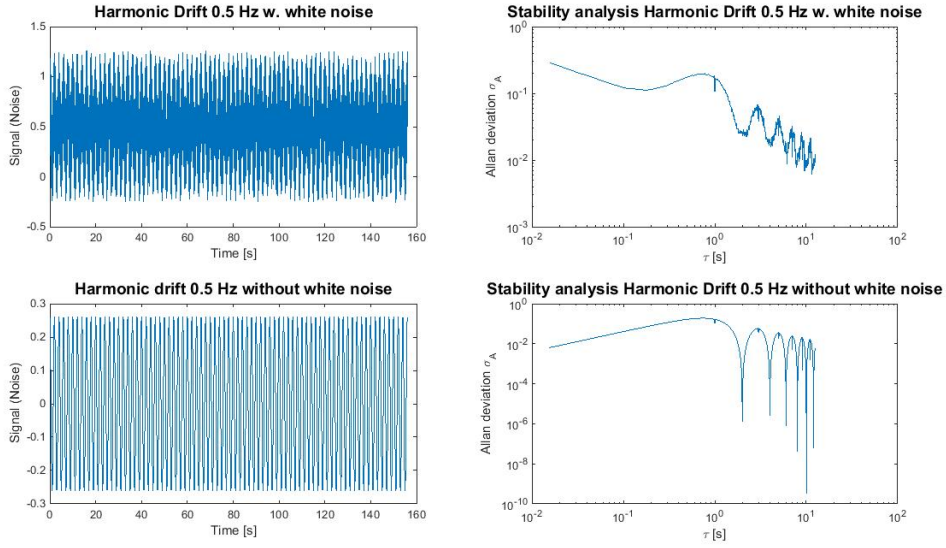 Harmonic Drift 0.5 Hz w. white noise
Signal (Noise)
1.5
1
0.5
0
-0.5
0 20 40 60 80 100 120 140 160
Time [s]
Stability analysis Harmonic Drift 0.5 Hz w. white noise
Allan deviation σA
10^0
10^-1
10^-2
10^-3
10^-2 10^-1 10^0 10^1 10^2
τ [s]
Harmonic drift 0.5 Hz without white noise
Signal (Noise)
0.3
0.2
0.1
0
-0.1
-0.2
-0.3
0 20 40 60 80 100 120 140 160
Time [s]
Stability analysis Harmonic Drift 0.5 Hz without white noise
Allan deviation σA
10^0
10^-2
10^-4
10^-6
10^-8
10^-10
10^-2 10^-1 10^0 10^1 10^2
τ [s]